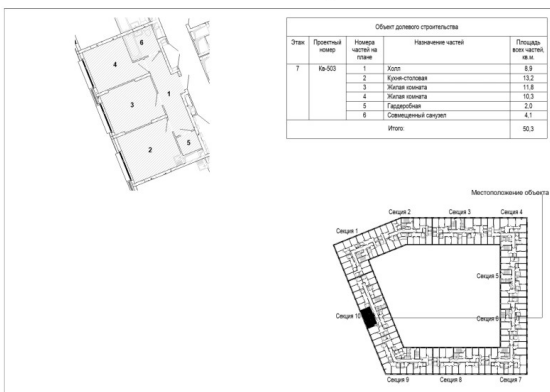 Объект долевого строительства
Этаж Проектный номер Номера частей на плане Назначение частей Площадь всех частей, кв.м.
7 Кв-503 1 Холл 8,9
2 Кухня-столовая 13,2
3 Жилая комната 11,8
4 Жилая комната 10,3
5 Гардеробная 2,0
6 Совмещенный санузел 4,1
Итого: 50,3
6
4
1
3
2
5
Местоположение объекта
Секция 2
Секция 3
Секция 4
Секция 1
Секция 5
Секция 10
Секция 6
Секция 9
Секция 8
Секция 7